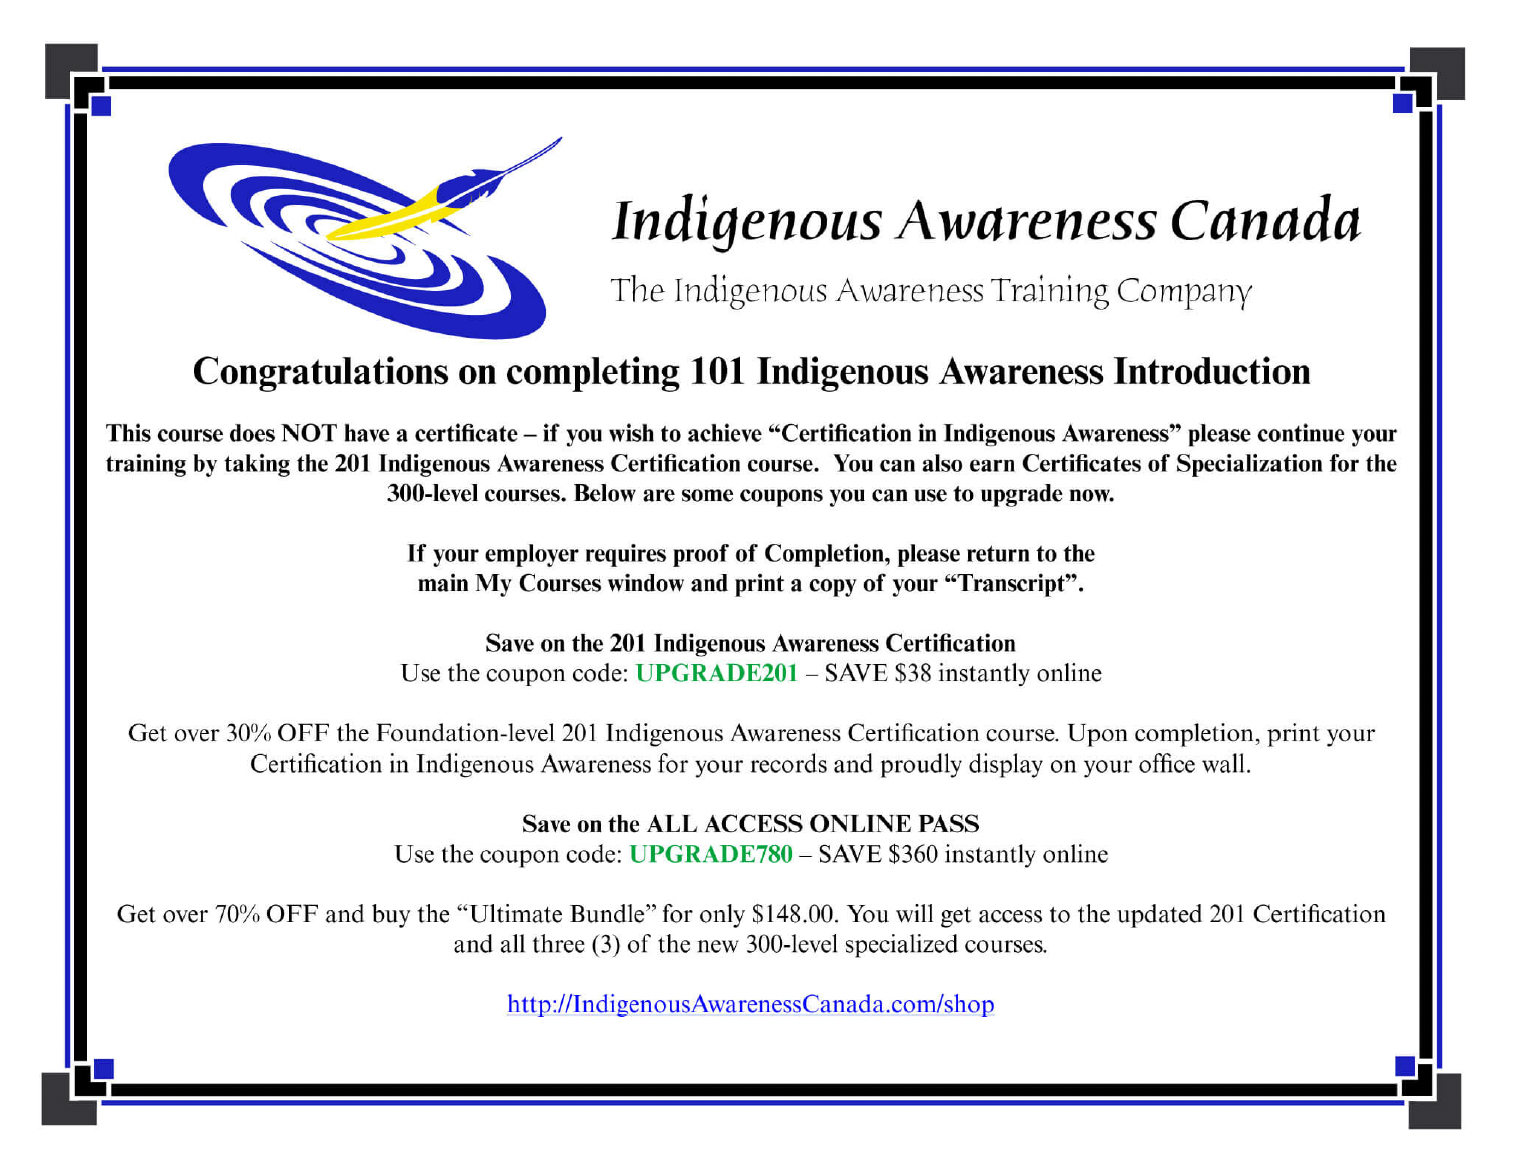 Indigenous Awareness Canada
The Indigenous Awareness Training Company
Congratulations on completing 101 Indigenous Awareness Introduction
This course does NOT have a certificate – if you wish to achieve “Certification in Indigenous Awareness” please continue your
training by taking the 201 Indigenous Awareness Certification course.  You can also earn Certificates of Specialization for the
300-level courses. Below are some coupons you can use to upgrade now.
If your employer requires proof of Completion, please return to the
main My Courses window and print a copy of your “Transcript”.
Save on the 201 Indigenous Awareness Certification
Use the coupon code: UPGRADE201 – SAVE $38 instantly online
Get over 30% OFF the Foundation-level 201 Indigenous Awareness Certification course. Upon completion, print your
Certification in Indigenous Awareness for your records and proudly display on your office wall.
Save on the ALL ACCESS ONLINE PASS
Use the coupon code: UPGRADE780 – SAVE $360 instantly online
Get over 70% OFF and buy the “Ultimate Bundle” for only $148.00. You will get access to the updated 201 Certification
and all three (3) of the new 300-level specialized courses.
http://IndigenousAwarenessCanada.com/shop